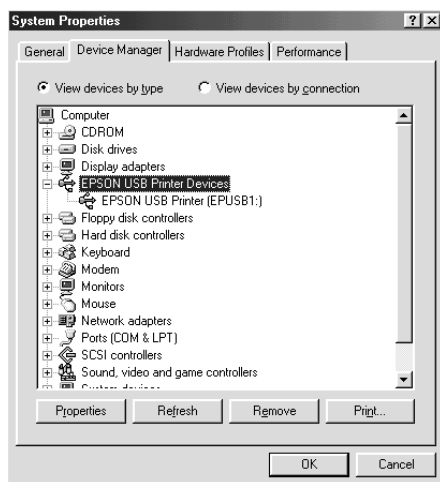 System Properties
General Device Manager Hardware Profiles Performance
View devices by type View devices by connection
Computer
CDROM
Disk drives
Display adapters
EPSON USB Printer Devices
EPSON USB Printer (EPUSB1:)
Floppy disk controllers
Hard disk controllers
Keyboard
Modem
Monitors
Mouse
Network adapters
Ports (COM & LPT)
SCSI controllers
Sound, video and game controllers
Properties Refresh Remove Print...
OK Cancel